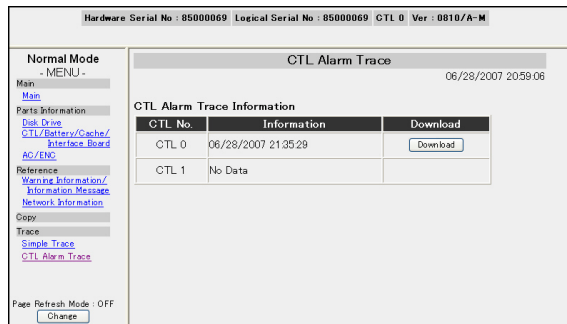 Hardware Serial No : 85000069 Logical Serial No : 85000069 CTL 0 Ver : 0810/A-M
Normal Mode
- MENU -
Main
Main
Parts Information
Disk Drive
CTL/Battery/Cache/
Interface Board
AC/ENC
Reference
Warning Information/
Information Message
Network Information
Copy
Trace
Simple Trace
CTL Alarm Trace
Page Refresh Mode : OFF
Change
CTL Alarm Trace
06/28/2007 20:59:06
CTL Alarm Trace Information
CTL No. Information Download
CTL 0 06/28/2007 21:35:29 Download
CTL 1 No Data